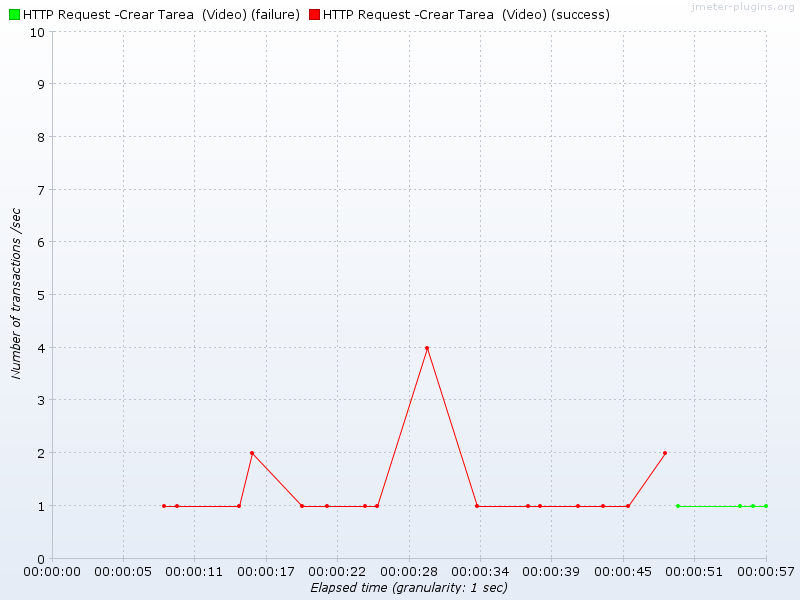 HTTP Request -Crear Tarea  (Video) (failure) HTTP Request -Crear Tarea  (Video) (success)
jmeter-plugins.org
10
9
8
7
6
5
4
3
2
1
0
Number of transactions /sec
00:00:00 00:00:05 00:00:11 00:00:17 00:00:22 00:00:28 00:00:34 00:00:39 00:00:45 00:00:51 00:00:57
Elapsed time (granularity: 1 sec)